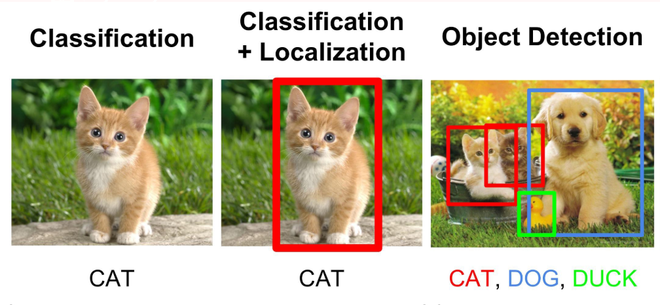 Classification
Classification
+ Localization
Object Detection
CAT
CAT
CAT, DOG, DUCK